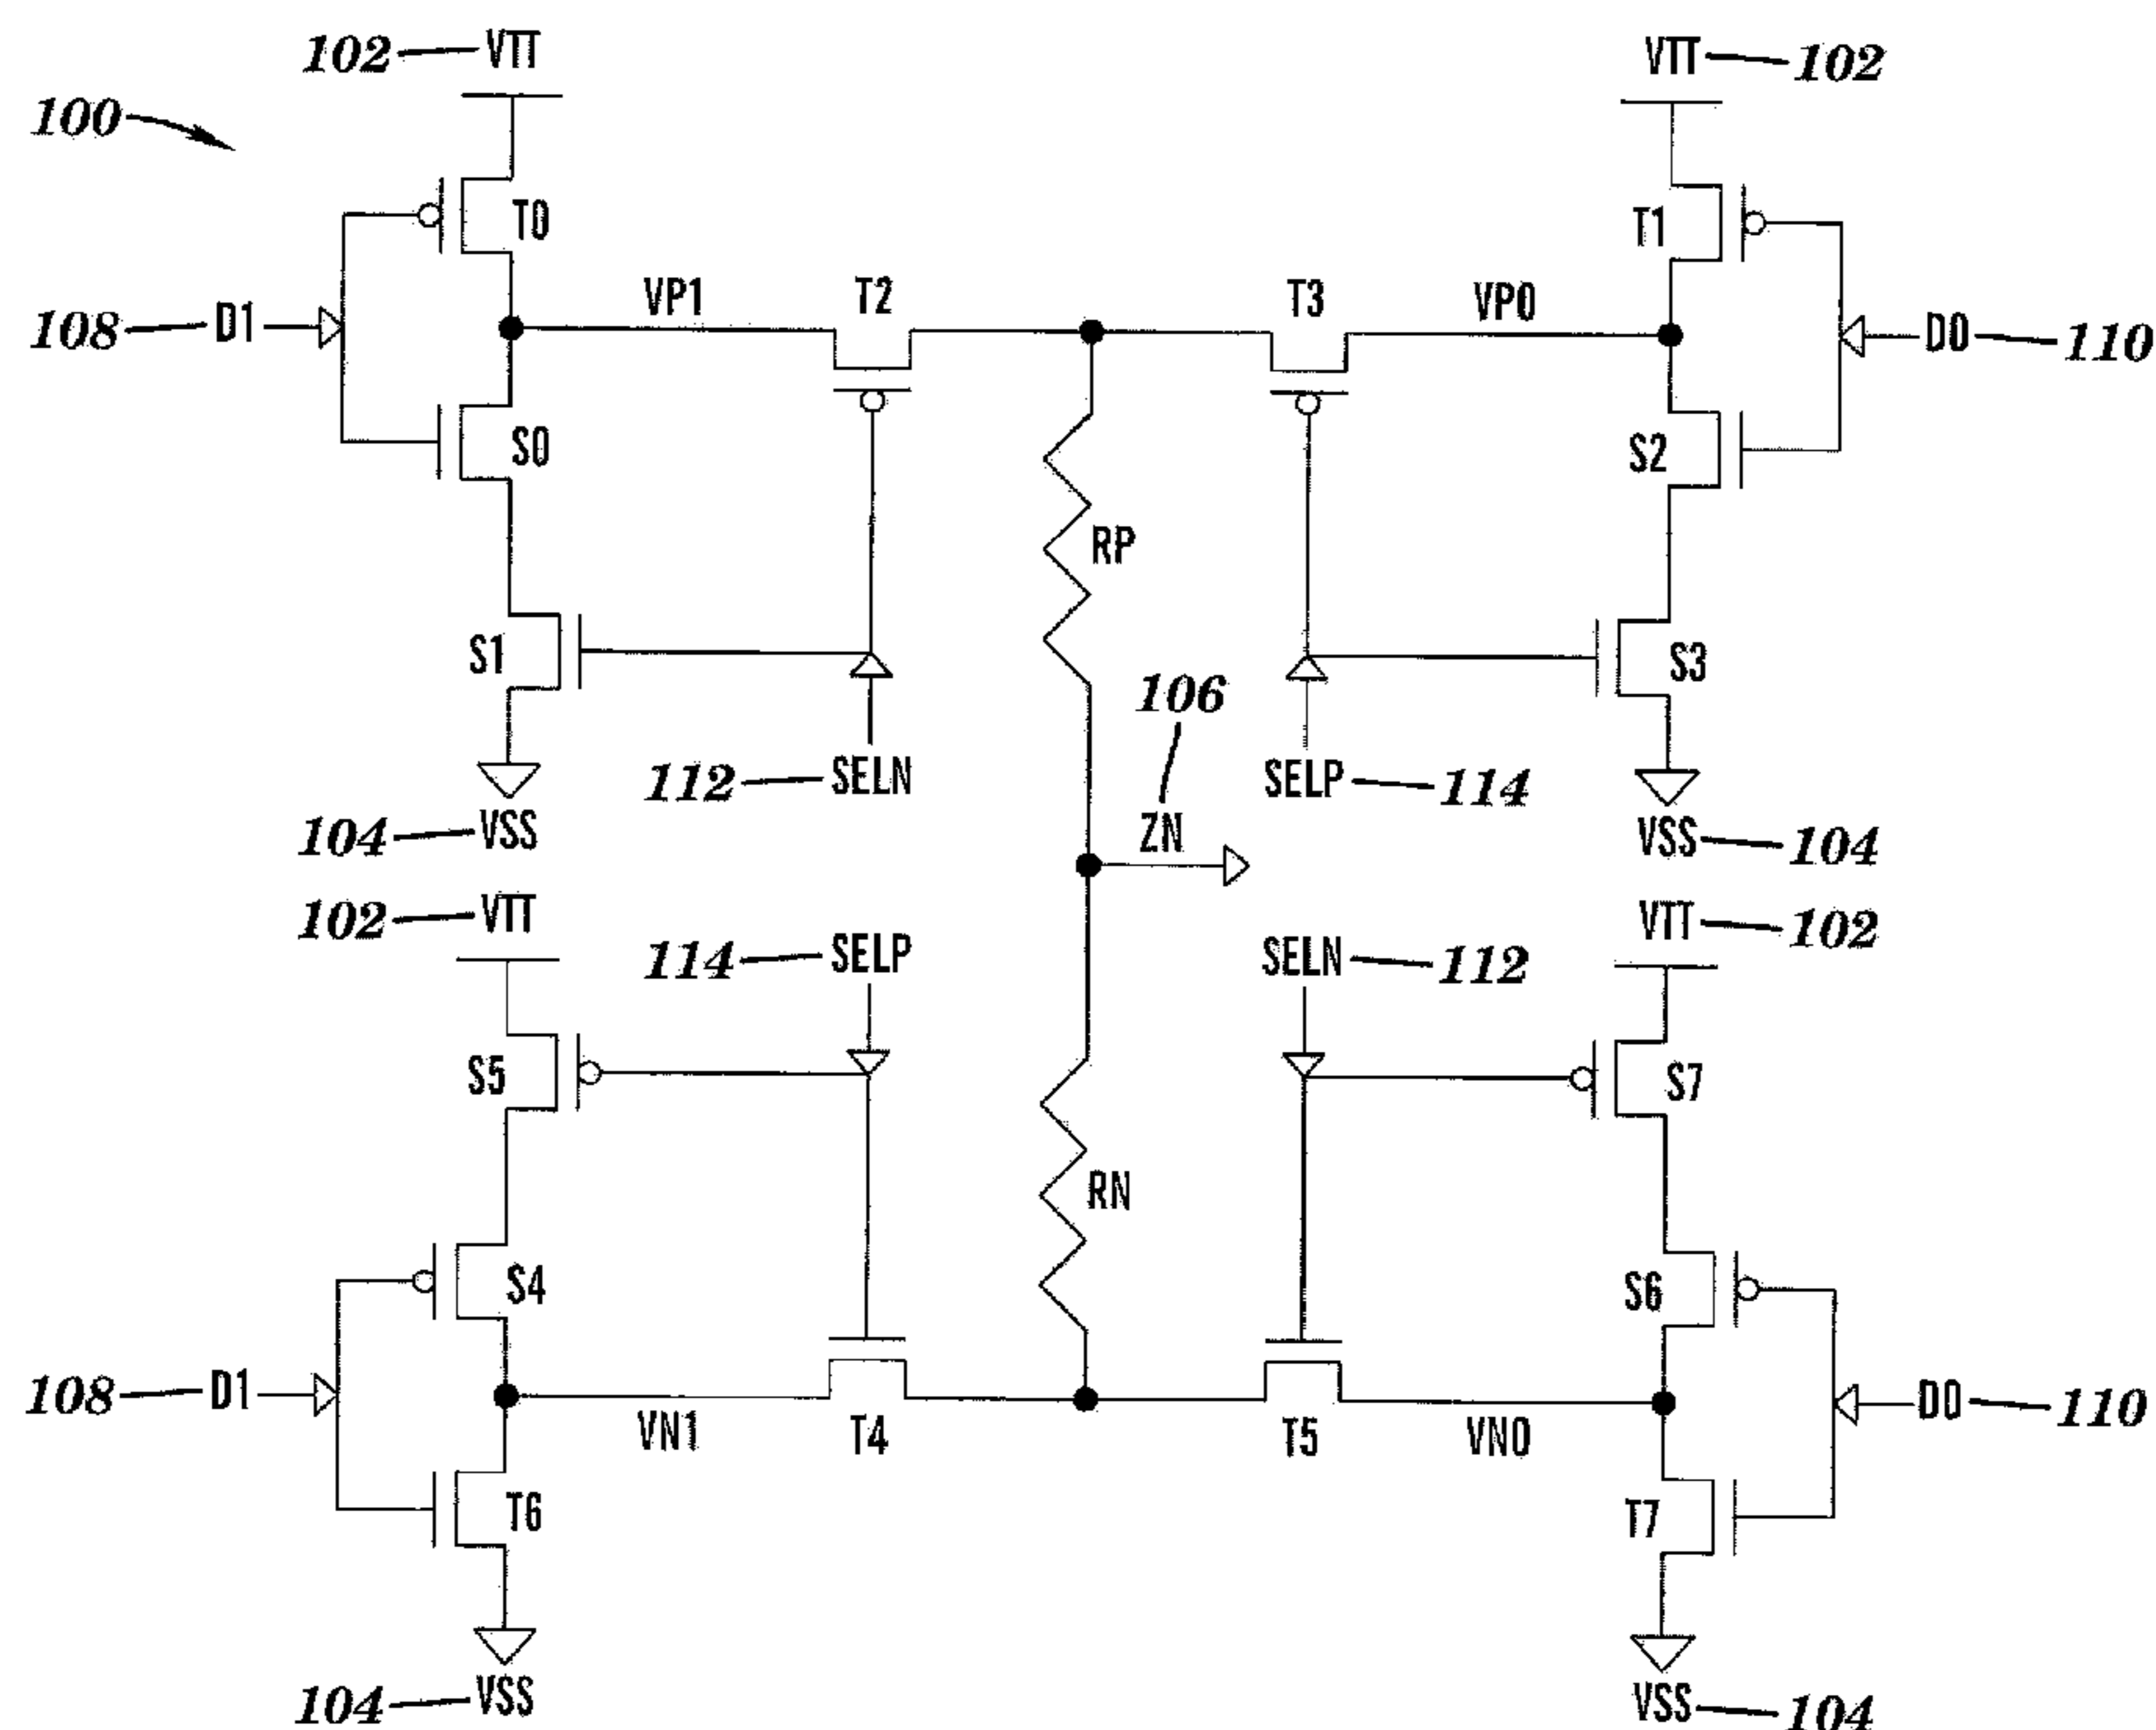 102 VTT
VTT 102
100
T0
T1
108 D1
VP1
T2
T3
VP0
D0 110
S0
S2
RP
S1
S3
112 SELN
106
SELP 114
ZN
104 VSS
VSS 104
102 VTT
VTT 102
114 SELP
SELN 112
S5
S7
RN
S4
S6
108 D1
VN1
T4
T5
VN0
D0 110
T6
T7
104 VSS
VSS 104